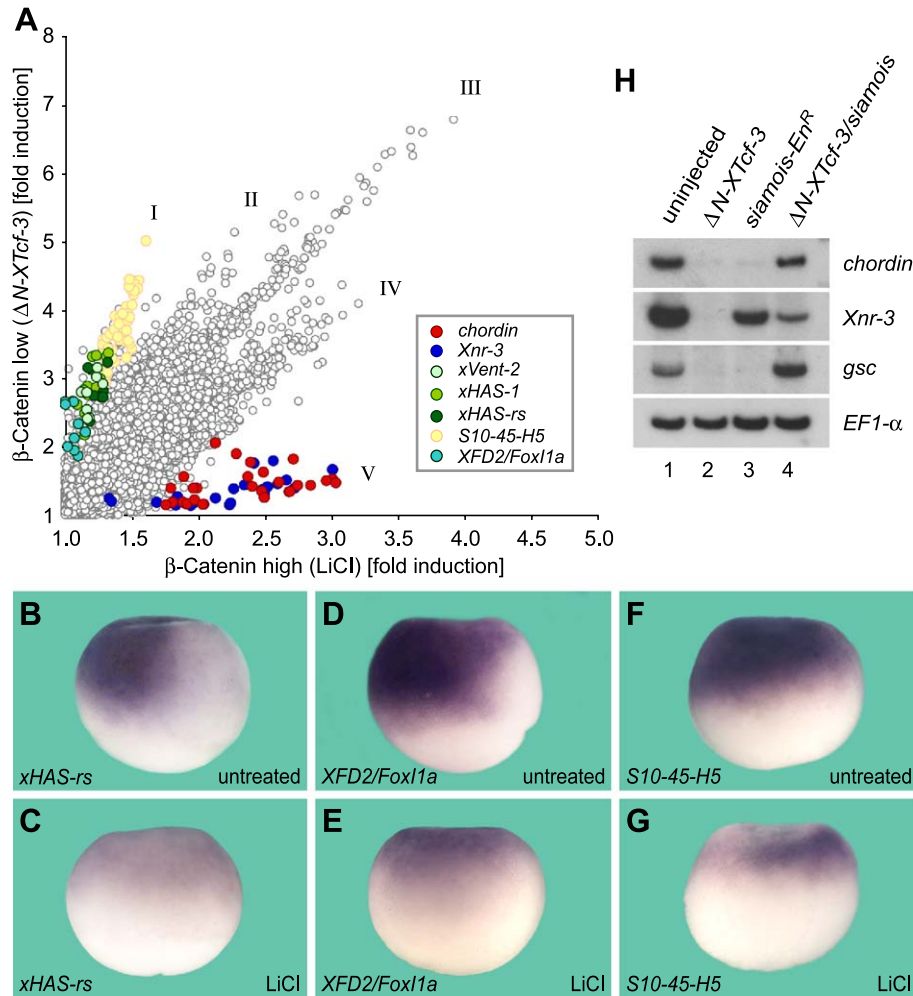 A
β-Catenin low (ΔN-XTcf-3) [fold induction]
8
7
6
5
4
3
2
1
I
II
III
IV
V
chordin
Xnr-3
xVent-2
xHAS-1
xHAS-rs
S10-45-H5
XFD2/Foxl1a
1.0 1.5 2.0 2.5 3.0 3.5 4.0 4.5 5.0
β-Catenin high (LiCl) [fold induction]
H
uninjected
ΔN-XTcf-3
siamois-EnR
ΔN-XTcf-3/siamois
chordin
Xnr-3
gsc
EF1-α
1 2 3 4
B
xHAS-rs untreated
D
XFD2/Foxl1a untreated
F
S10-45-H5 untreated
C
xHAS-rs LiCl
E
XFD2/Foxl1a LiCl
G
S10-45-H5 LiCl